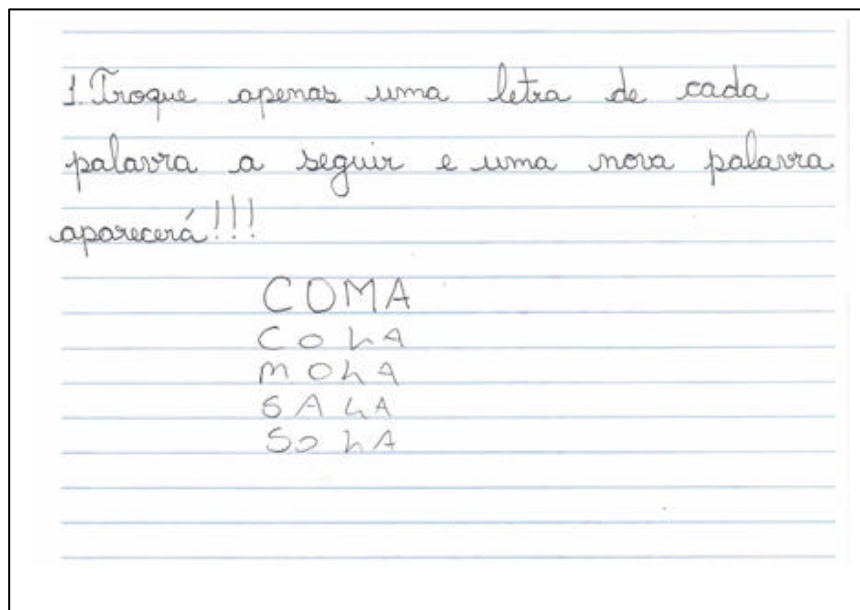 1. Troque apenas uma letra de cada
palavra a seguir e uma nova palavra
aparecerá!!!
COMA
COLA
MOLA
SALA
SOLA